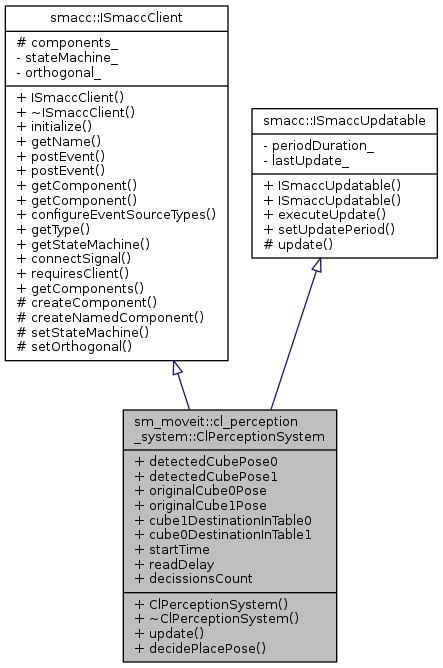 smacc::ISmaccClient
# components_
- stateMachine_
- orthogonal_
+ ISmaccClient()
+ ~ISmaccClient()
+ initialize()
+ getName()
+ postEvent()
+ postEvent()
+ getComponent()
+ getComponent()
+ configureEventSourceTypes()
+ getType()
+ getStateMachine()
+ connectSignal()
+ requiresClient()
+ getComponents()
# createComponent()
# createNamedComponent()
# setStateMachine()
# setOrthogonal()
smacc::ISmaccUpdatable
- periodDuration_
- lastUpdate_
+ ISmaccUpdatable()
+ ISmaccUpdatable()
+ executeUpdate()
+ setUpdatePeriod()
# update()
sm_moveit::cl_perception
_system::ClPerceptionSystem
+ detectedCubePose0
+ detectedCubePose1
+ originalCube0Pose
+ originalCube1Pose
+ cube1DestinationInTable0
+ cube0DestinationInTable1
+ startTime
+ readDelay
+ decissionsCount
+ ClPerceptionSystem()
+ ~ClPerceptionSystem()
+ update()
+ decidePlacePose()